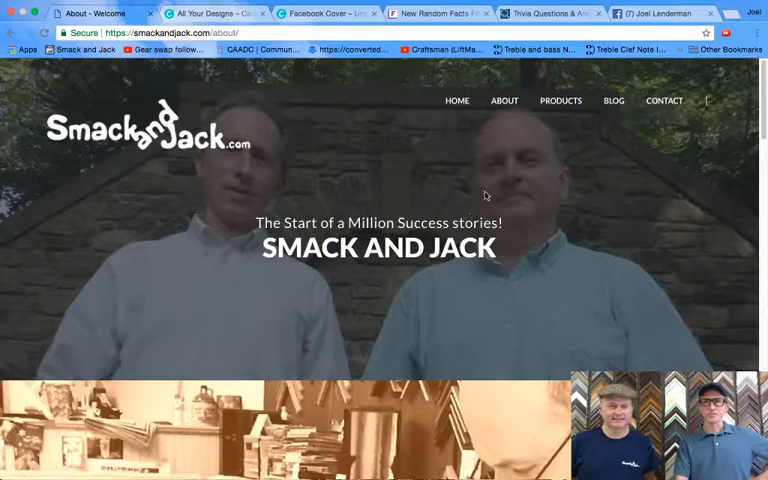 About - Welcome
All Your Designs – Ca
Facebook Cover – Um
New Random Facts F
Trivia Questions & An
(7) Joel Lenderman
Joel
Secure
https://smackandjack.com/about/
Apps
Smack and Jack
Gear swap follow...
CAADC | Commun...
https://converted...
Craftsman (LiftMa...
Treble and bass N...
Treble Clef Note I...
Other Bookmarks
SmackandJack.com
HOME
ABOUT
PRODUCTS
BLOG
CONTACT
The Start of a Million Success stories!
SMACK AND JACK